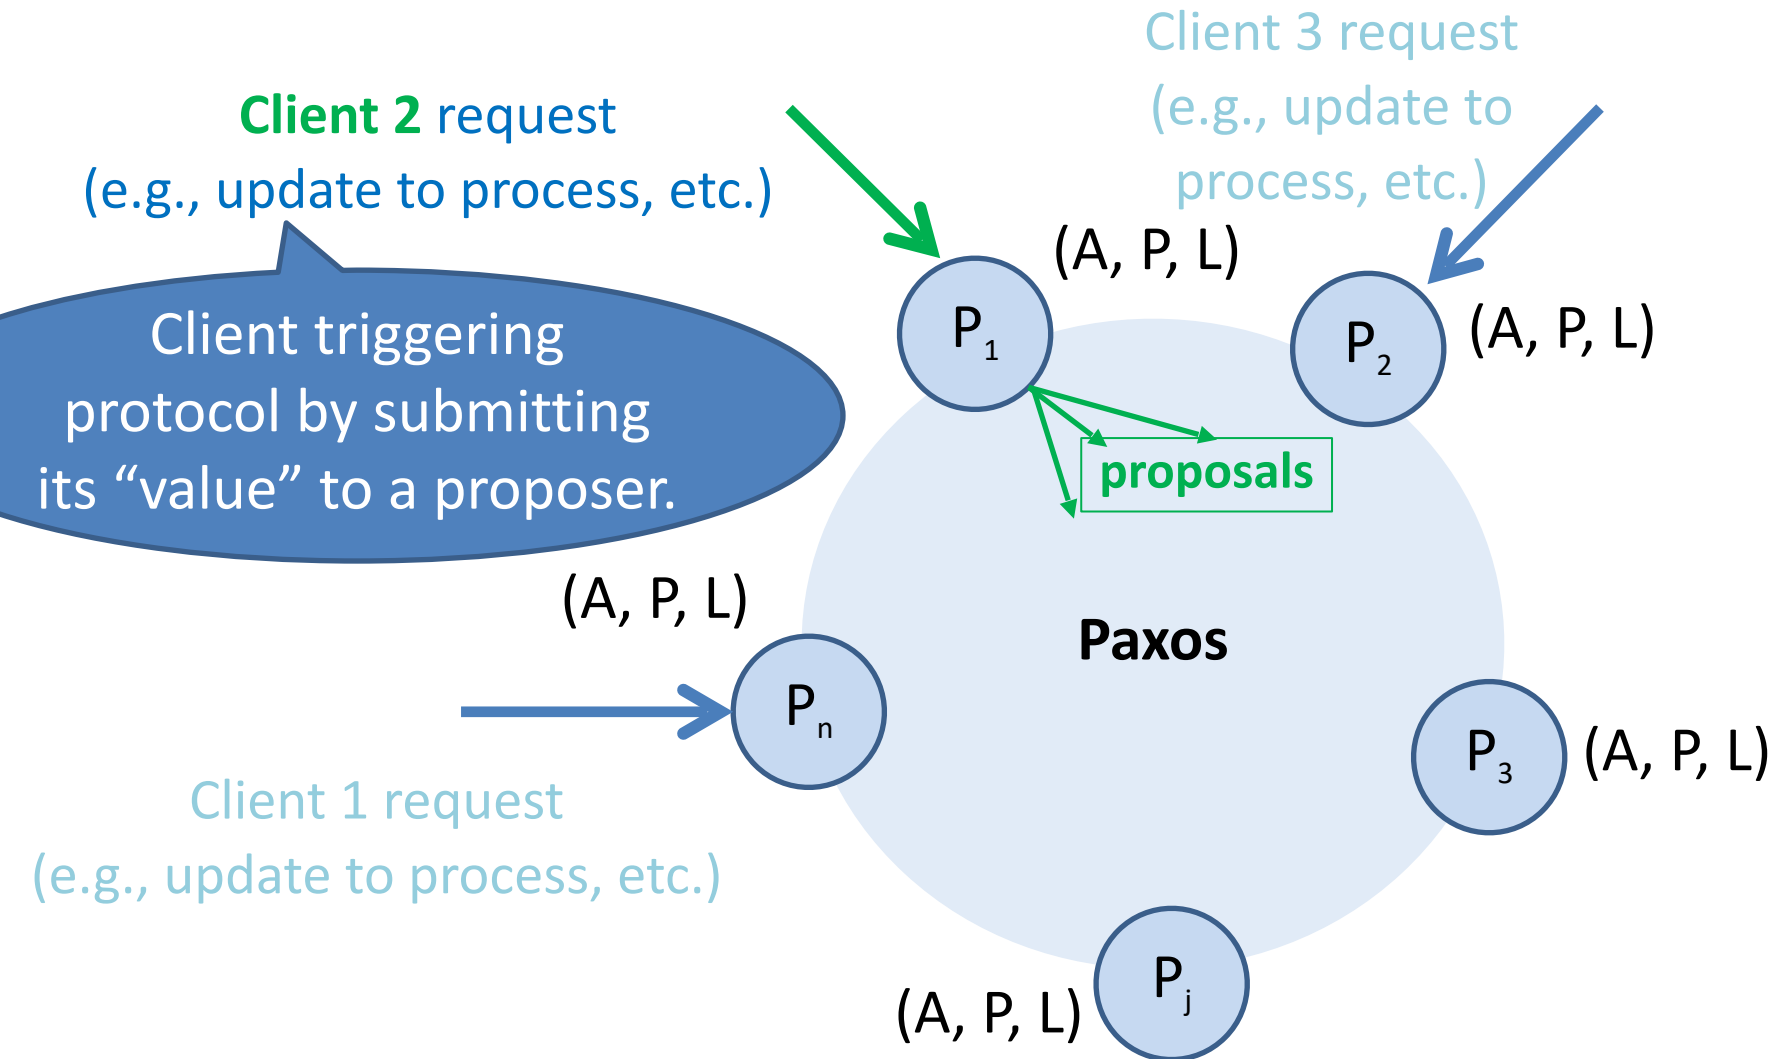 Client 3 request
(e.g., update to
process, etc.)
Client 2 request
(e.g., update to process, etc.)
Client triggering
protocol by submitting
its “value” to a proposer.
(A, P, L)
P1
P2
(A, P, L)
proposals
(A, P, L)
Paxos
Pn
P3
(A, P, L)
Client 1 request
(e.g., update to process, etc.)
Pj
(A, P, L)